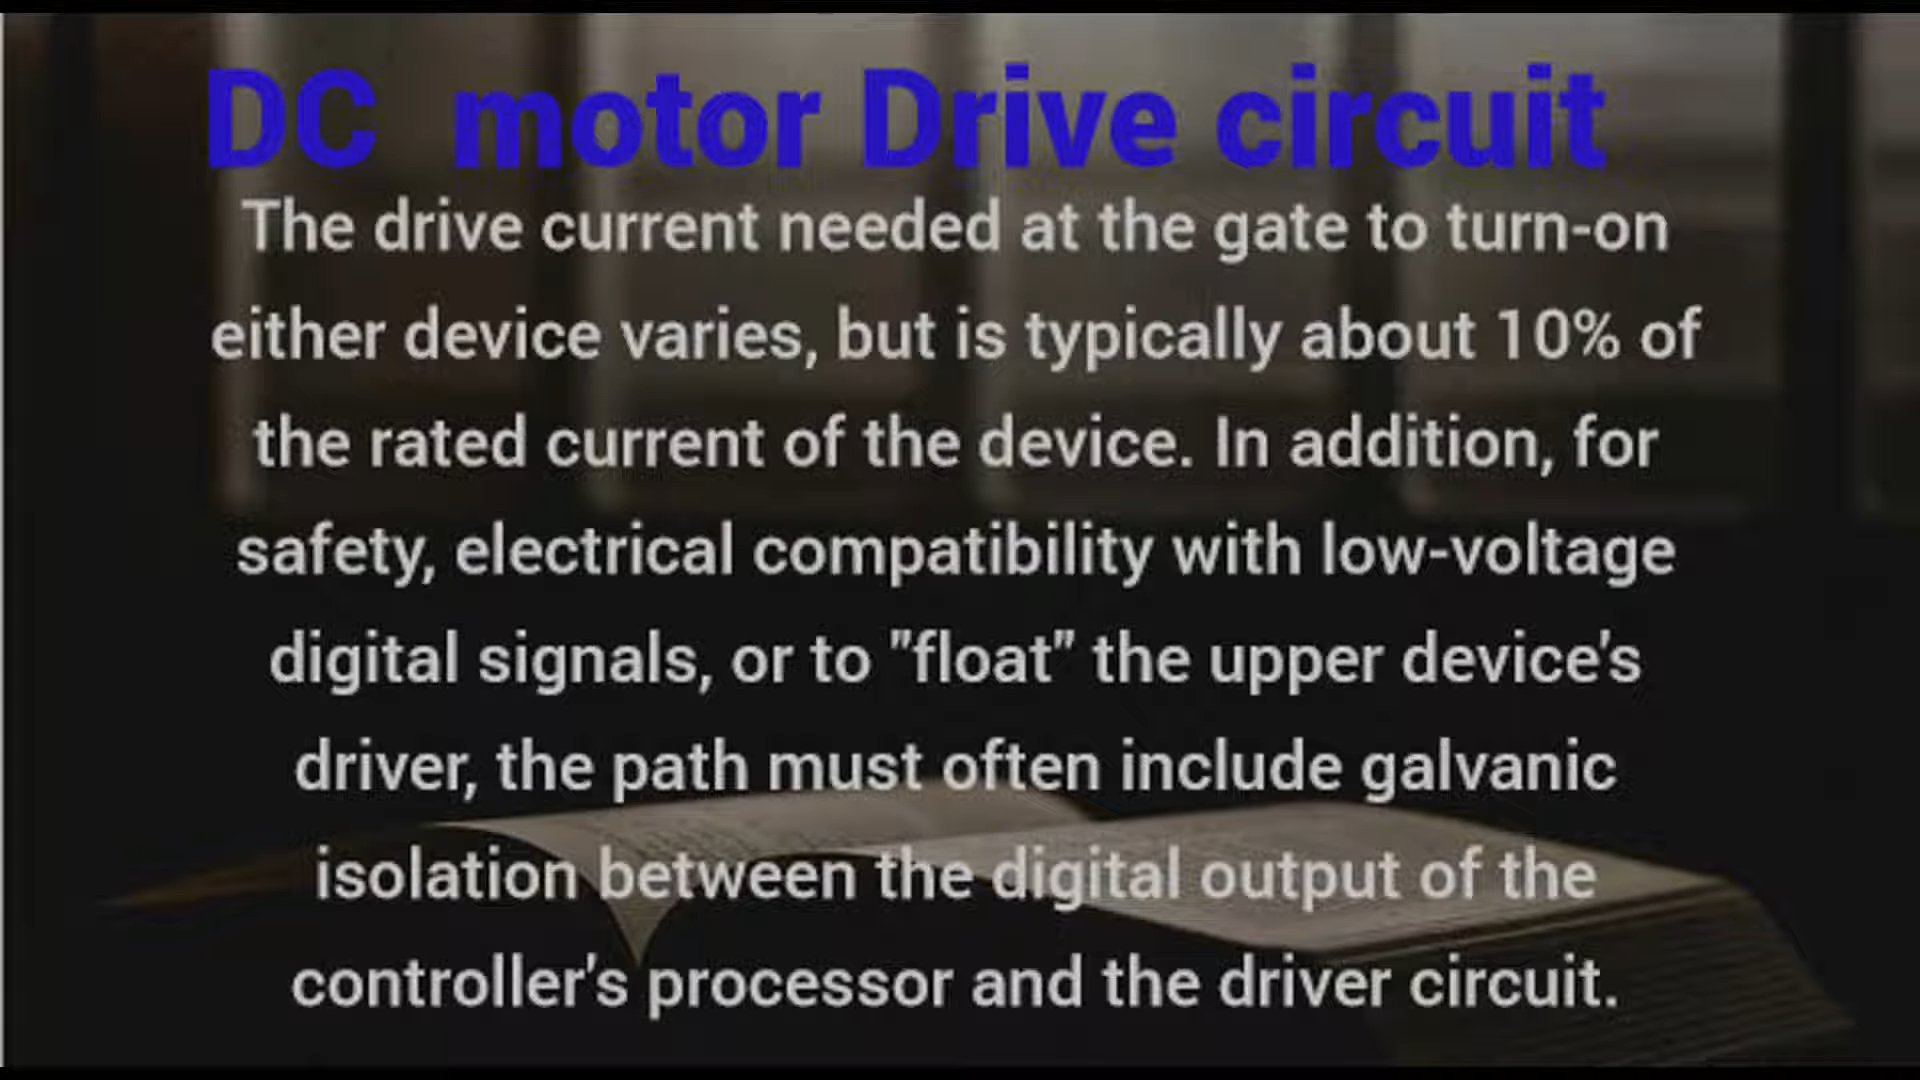 DC motor Drive circuit
The drive current needed at the gate to turn-on
either device varies, but is typically about 10% of
the rated current of the device. In addition, for
safety, electrical compatibility with low-voltage
digital signals, or to "float" the upper device's
driver, the path must often include galvanic
isolation between the digital output of the
controller's processor and the driver circuit.